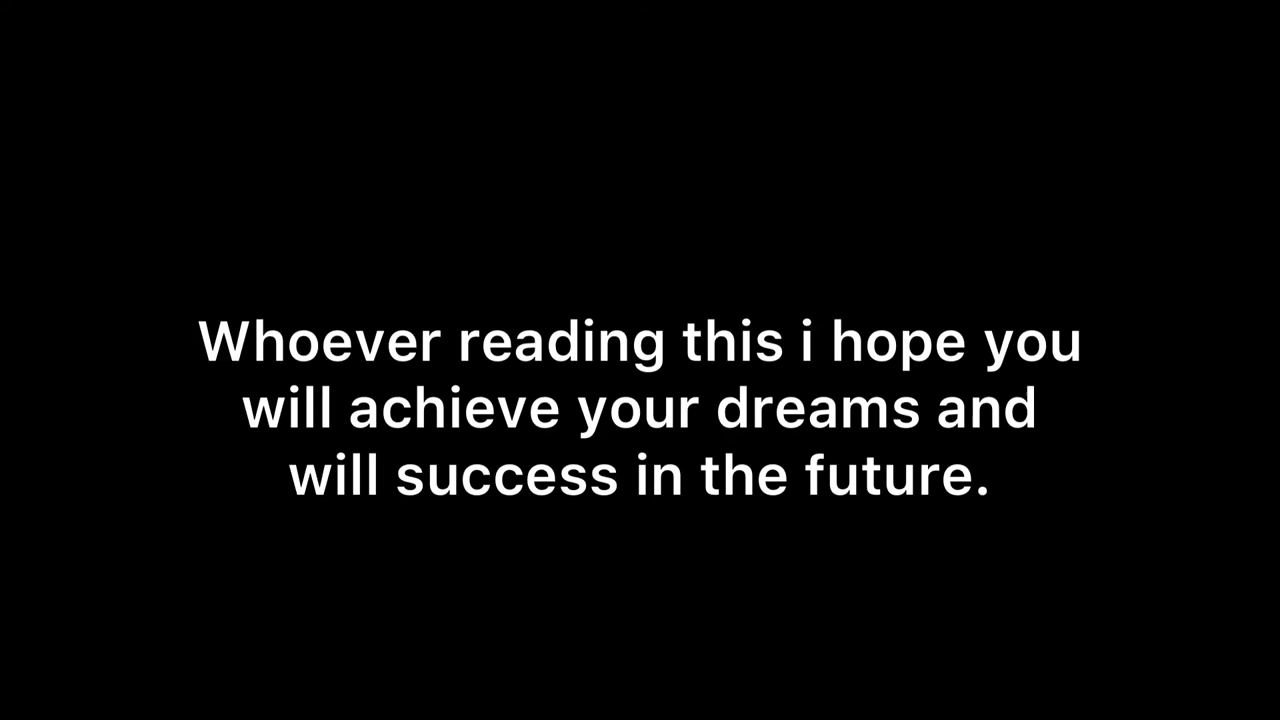 Whoever reading this i hope you
will achieve your dreams and
will success in the future.